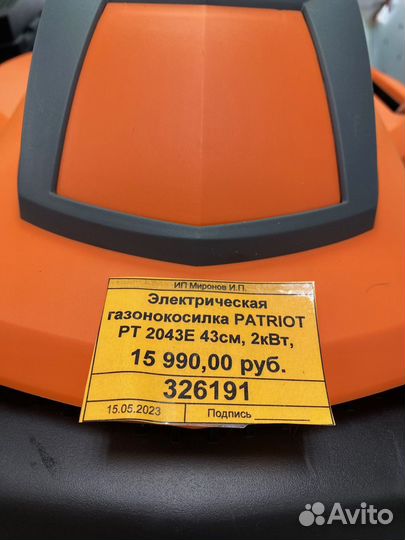 ИП Миронов И.П.
Электрическая
газонокосилка PATRIOT
PT 2043E 43см, 2кВт,
15 990,00 руб.
326191
15.05.2023 Подпись
Avito